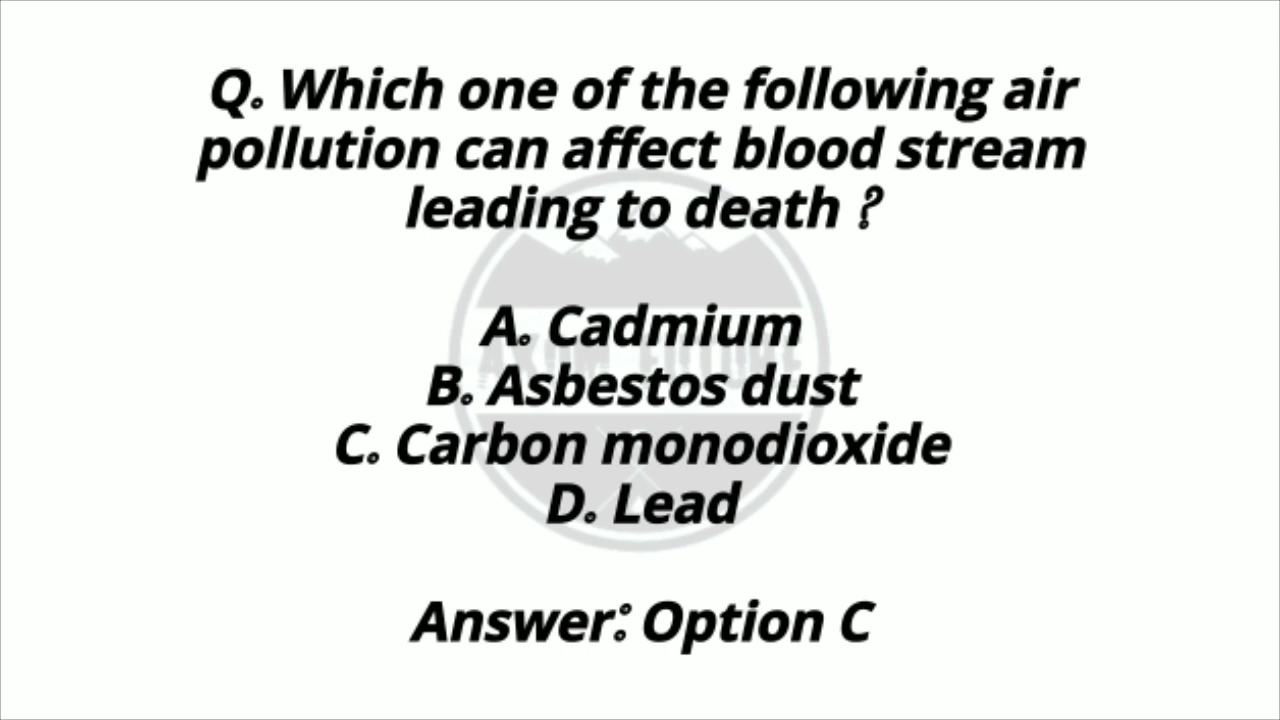 Q. Which one of the following air
pollution can affect blood stream
leading to death ?
A. Cadmium
B. Asbestos dust
C. Carbon monodioxide
D. Lead
Answer: Option C